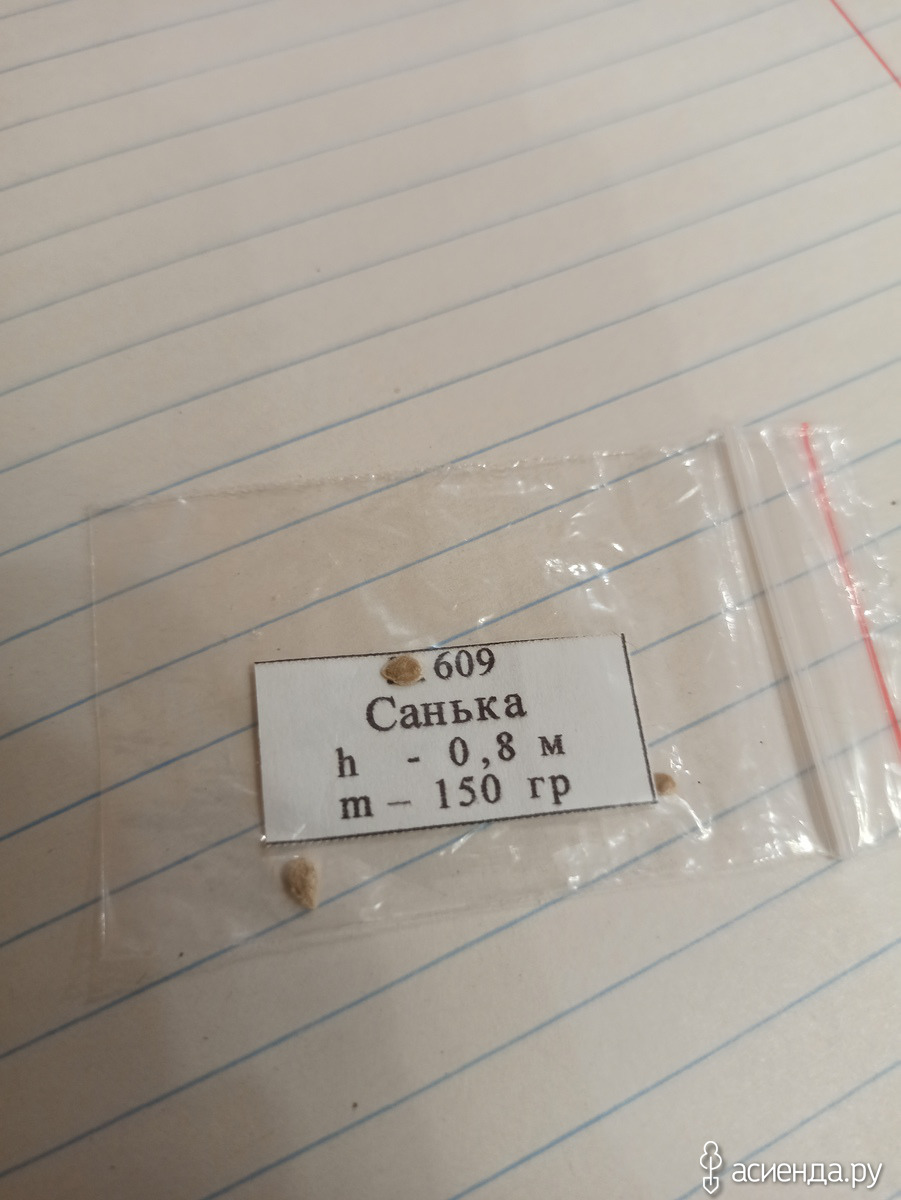 609
Санька
h - 0,8 м
m – 150 гр
асиенда.ру